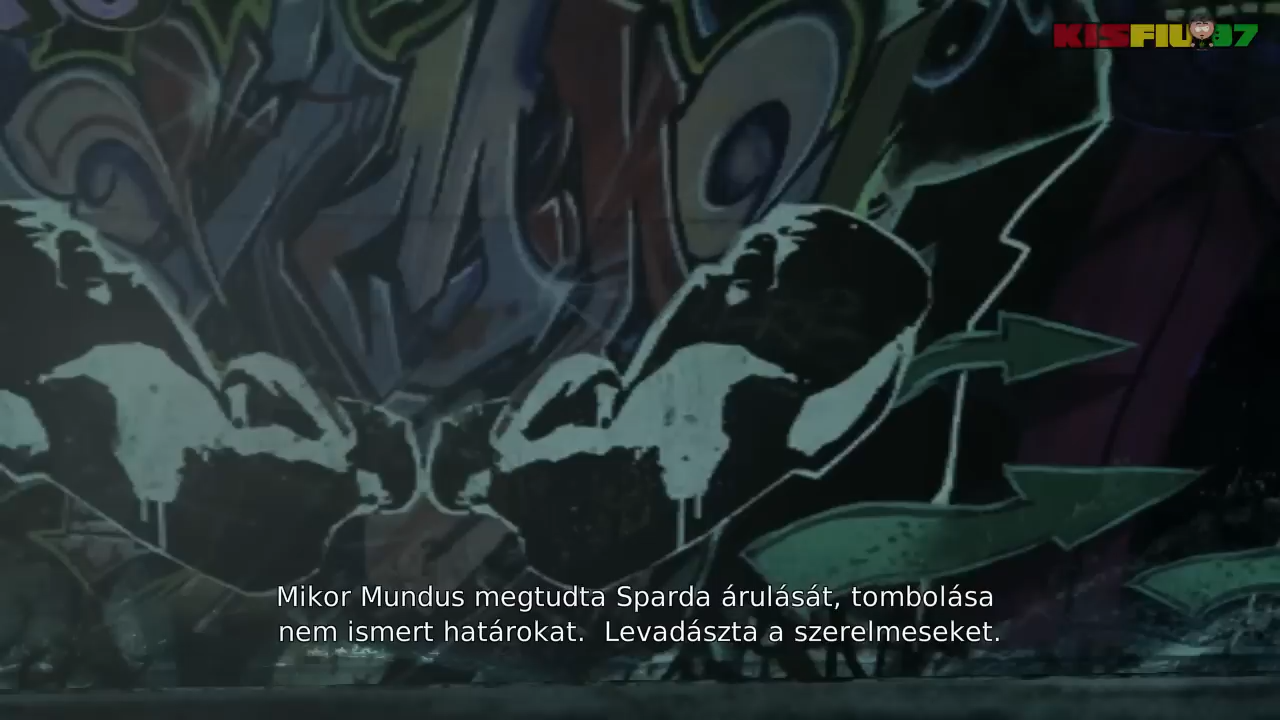 KISFIU87
Mikor Mundus megtudta Sparda árulását, tombolása
nem ismert határokat.  Levadászta a szerelmeseket.